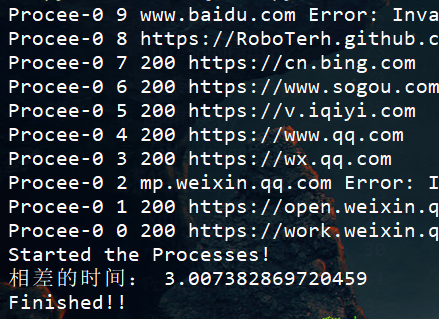 Procee-0 9 www.baidu.com Error: Inva
Procee-0 8 https://RoboTerh.github.c
Procee-0 7 200 https://cn.bing.com
Procee-0 6 200 https://www.sogou.com
Procee-0 5 200 https://v.iqiyi.com
Procee-0 4 200 https://www.qq.com
Procee-0 3 200 https://wx.qq.com
Procee-0 2 mp.weixin.qq.com Error: I
Procee-0 1 200 https://open.weixin.q
Procee-0 0 200 https://work.weixin.q
Started the Processes!
相差的时间： 3.007382869720459
Finished!!